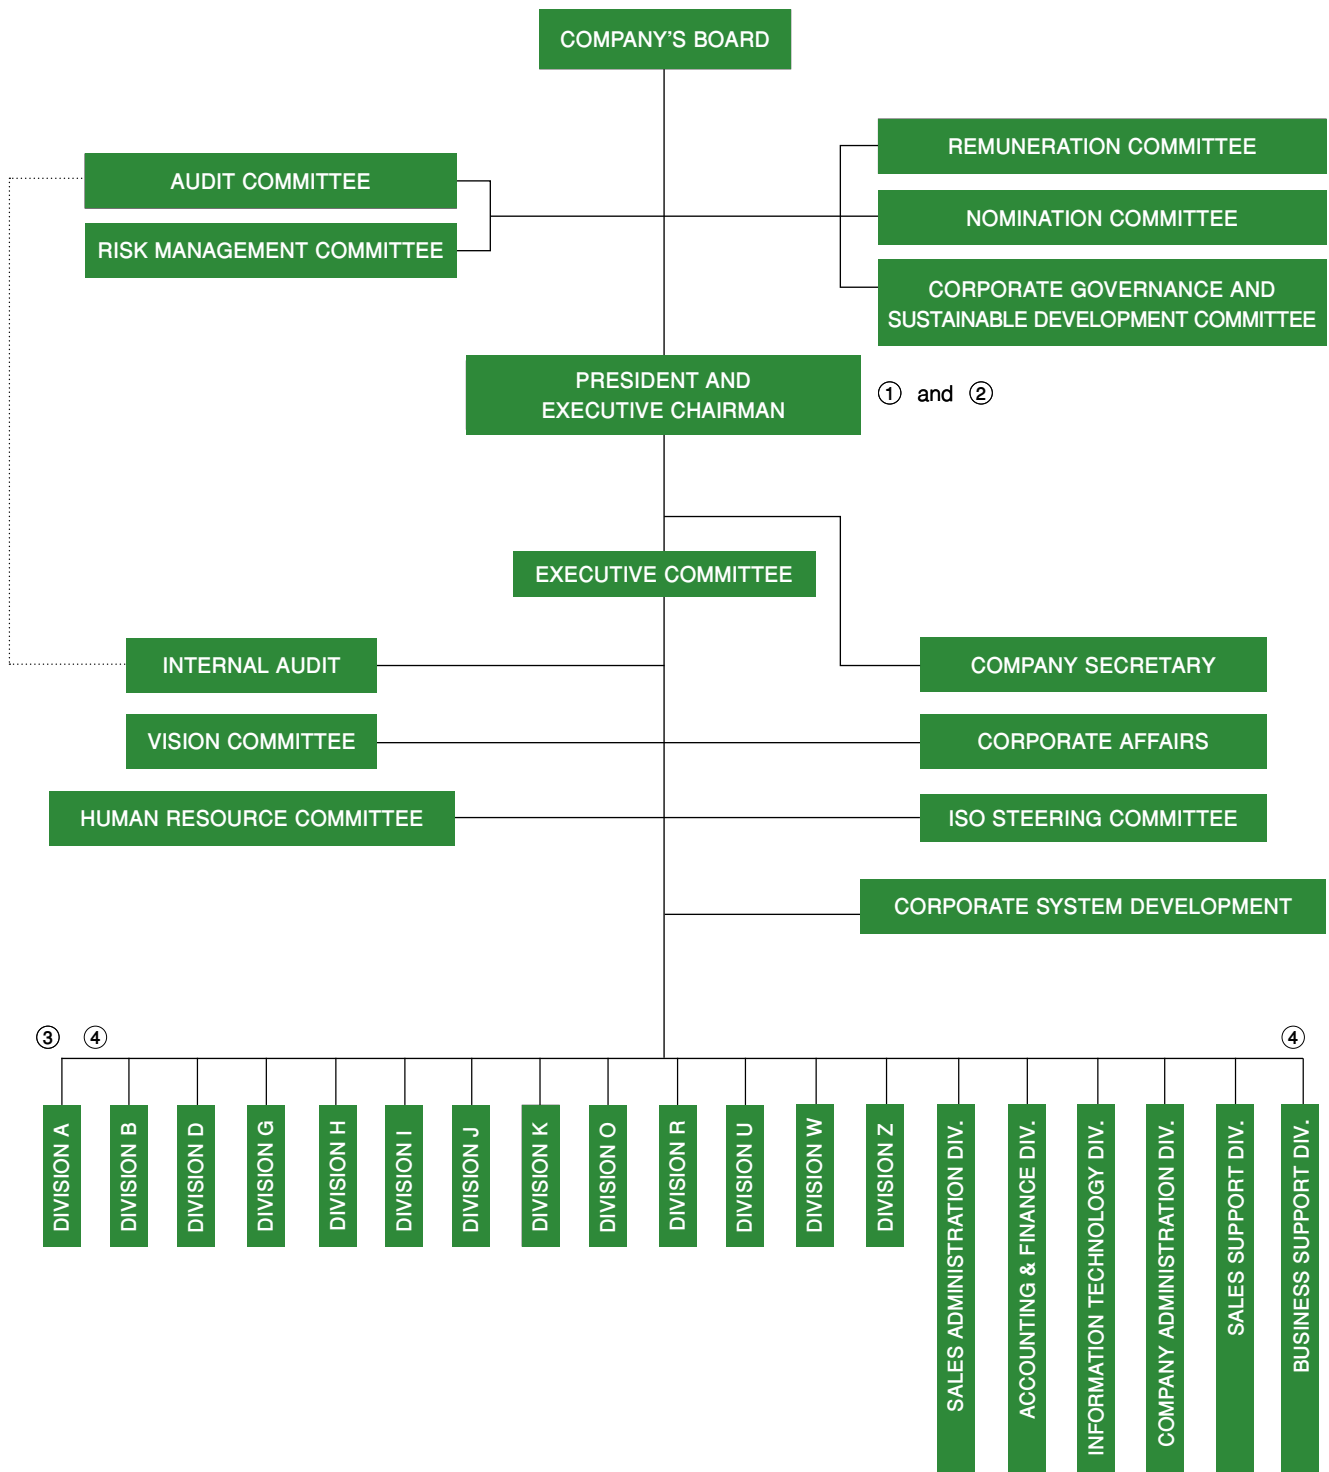 COMPANY'S BOARD
REMUNERATION COMMITTEE
AUDIT COMMITTEE
NOMINATION COMMITTEE
RISK MANAGEMENT COMMITTEE
CORPORATE GOVERNANCE AND
SUSTAINABLE DEVELOPMENT COMMITTEE
PRESIDENT AND
EXECUTIVE CHAIRMAN
① and ②
EXECUTIVE COMMITTEE
INTERNAL AUDIT
COMPANY SECRETARY
VISION COMMITTEE
CORPORATE AFFAIRS
HUMAN RESOURCE COMMITTEE
ISO STEERING COMMITTEE
CORPORATE SYSTEM DEVELOPMENT
③ ④
④
DIVISION A
DIVISION B
DIVISION D
DIVISION G
DIVISION H
DIVISION I
DIVISION J
DIVISION K
DIVISION O
DIVISION R
DIVISION U
DIVISION W
DIVISION Z
SALES ADMINISTRATION DIV.
ACCOUNTING & FINANCE DIV.
INFORMATION TECHNOLOGY DIV.
COMPANY ADMINISTRATION DIV.
SALES SUPPORT DIV.
BUSINESS SUPPORT DIV.